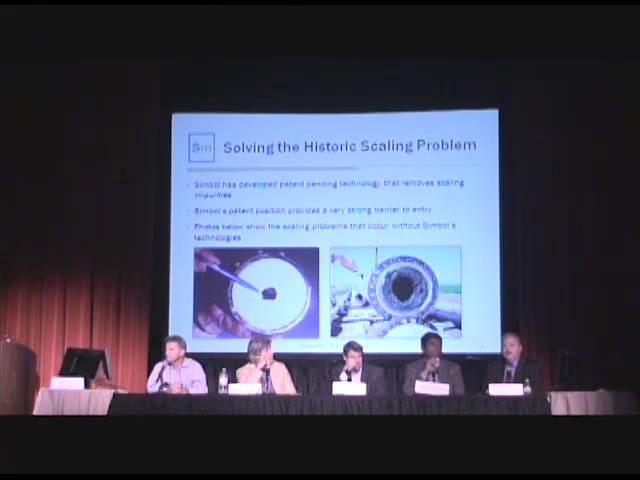 Sm
Solving the Historic Scaling Problem
Simbol has developed patent pending technology that removes scaling
impurities
Simbol's patent position provides a very strong barrier to entry
Photos below show the scaling problems that occur without Simbol's
technologies